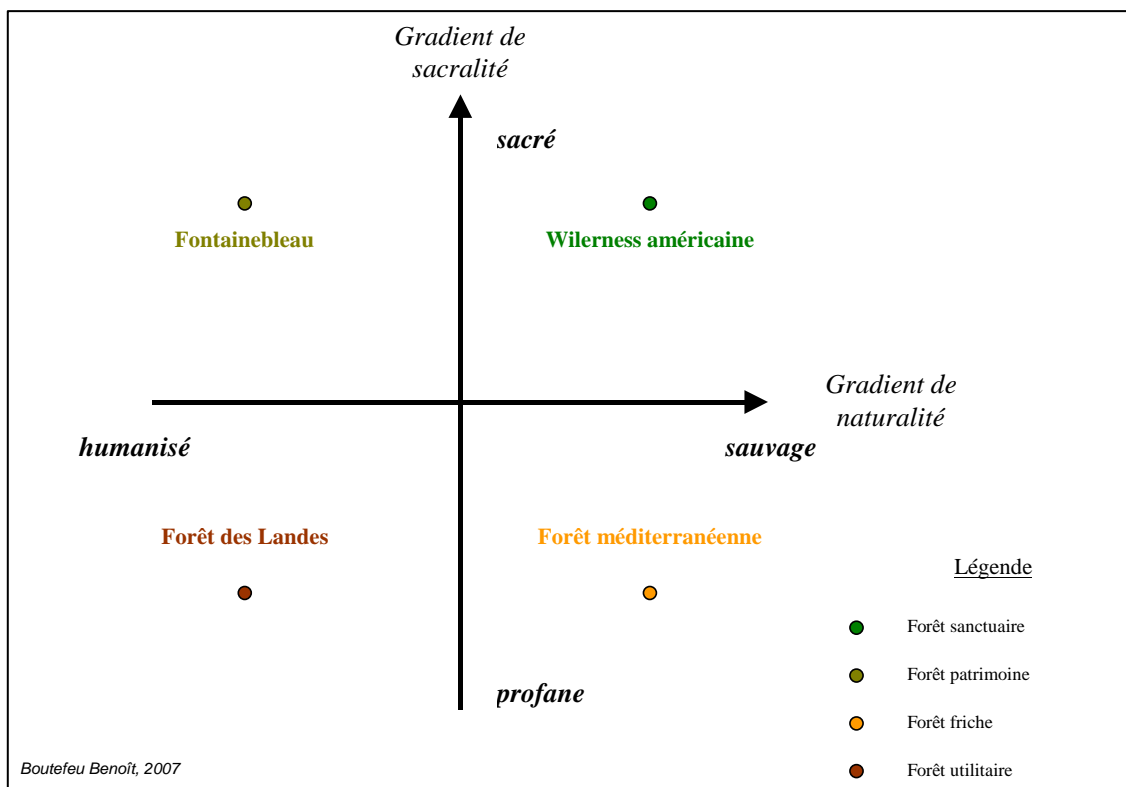 Gradient de
sacralité
sacré
Fontainebleau
Wilerness américaine
Gradient de
naturalité
humanisé
sauvage
Forêt des Landes
Forêt méditerranéenne
Légende
Forêt sanctuaire
Forêt patrimoine
profane
Forêt friche
Boutefeu Benoît, 2007
Forêt utilitaire